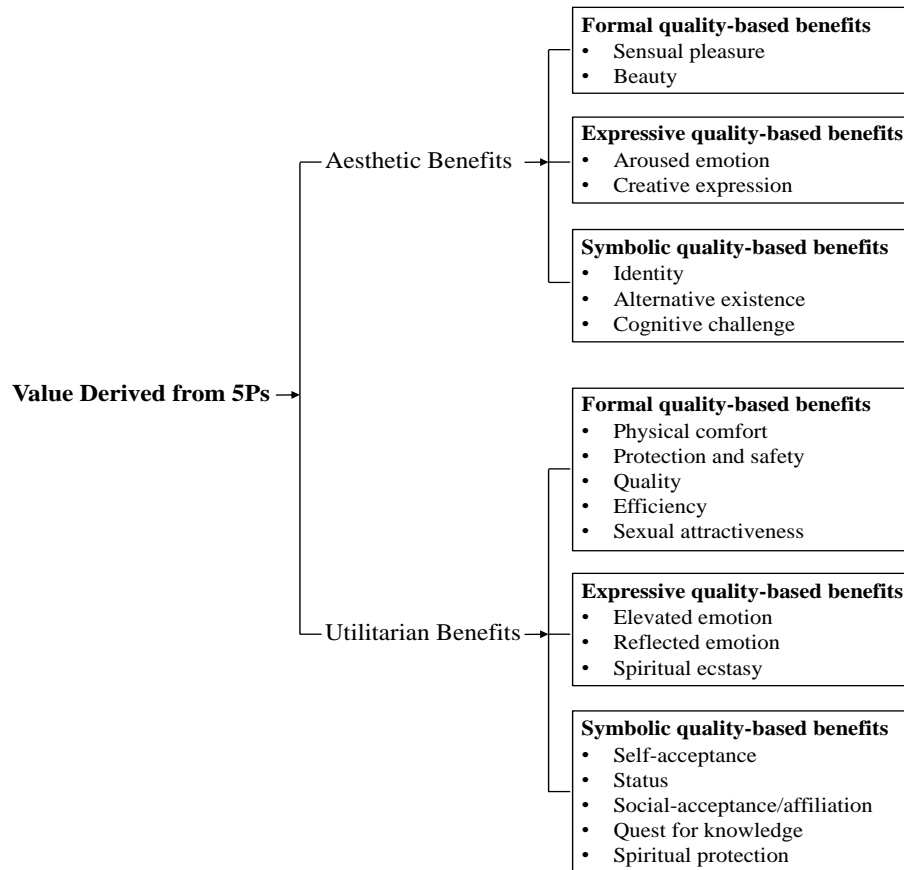 Formal quality-based benefits
• Sensual pleasure
• Beauty
Expressive quality-based benefits
• Aroused emotion
• Creative expression
Aesthetic Benefits
Symbolic quality-based benefits
• Identity
• Alternative existence
• Cognitive challenge
Value Derived from 5Ps
Formal quality-based benefits
• Physical comfort
• Protection and safety
• Quality
• Efficiency
• Sexual attractiveness
Expressive quality-based benefits
• Elevated emotion
• Reflected emotion
• Spiritual ecstasy
Utilitarian Benefits
Symbolic quality-based benefits
• Self-acceptance
• Status
• Social-acceptance/affiliation
• Quest for knowledge
• Spiritual protection